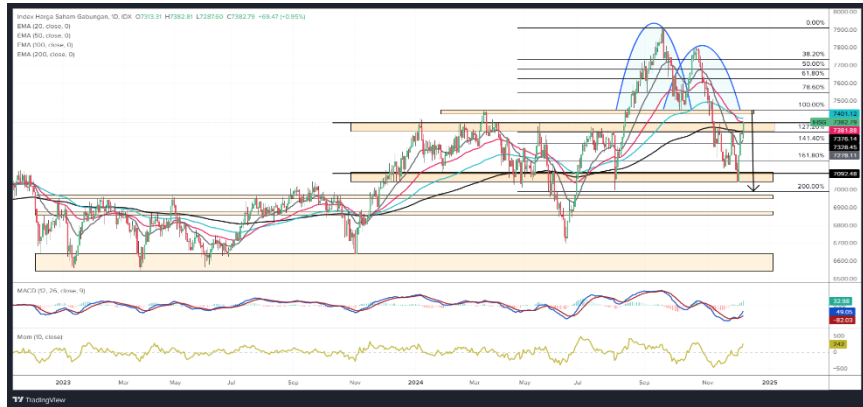 Index Harga Saham Gabungan, 1D, IDX O7313.31 H7382.81 L7287.60 C7382.79 +69.47 (+0.95%)
EMA (20, close, 0)
EMA (50, close, 0)
EMA (100, close, 0)
EMA (200, close, 0)
8000.00
0.00%
7900.00
7800.00
38.20%
50.00%
7700.00
61.80%
7600.00
78.60%
7500.00
100.00%
7401.12
IHSG
7382.79
127.20%
7381.88
7376.14
141.40%
7328.45
7278.11
161.80%
7092.48
200.00%
7000.00
6900.00
6800.00
6700.00
6600.00
6500.00
MACD (12, 26, close, 9)
32.98
-49.05
-82.03
Mom (10, close)
500
242
0
-500
2023
Mar
May
Jul
Sep
Nov
2024
Mar
May
Jul
Sep
Nov
2025
TradingView